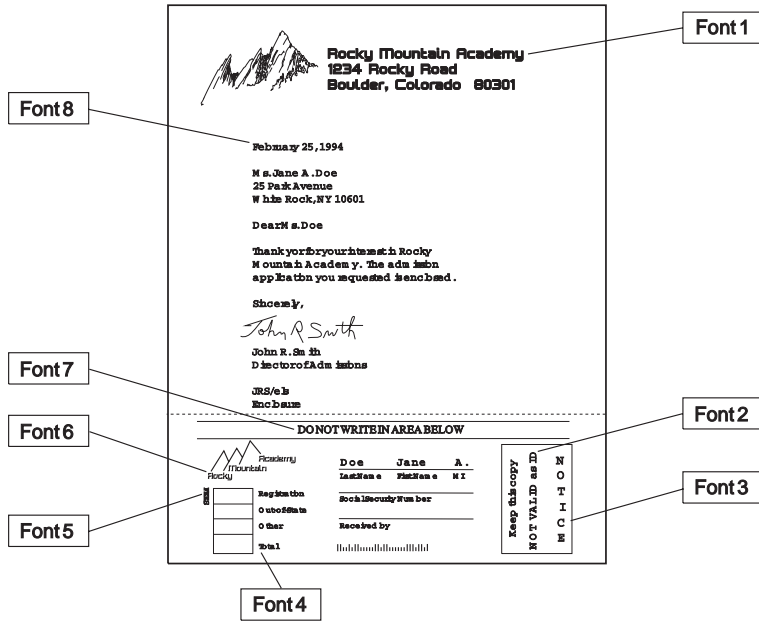 Font 1
Rocky Mountain Academy
1234 Rocky Road
Boulder, Colorado 80301
Font 8
February 25, 1994
Ms. Jane A. Doe
25 Park Avenue
White Rock, NY 10601
Dear Ms. Doe
Thank yor for your interest in Rocky
Mountain Academy. The admission
application you requested is enclosed.
Sincerely,
John R Smith
John R. Smith
Director of Admissions
JRS/els
Enclosure
Font 7
DO NOT WRITE IN AREA BELOW
Font 2
Font 6
Rocky Mountain Academy
Doe Jane A.
Last Name First Name MI
Keep this copy
NOT VALID as ID
NOTICE
Font 3
Registration
Out of State
Other
Total
Social Security Number
Received by
Font 5
Font 4